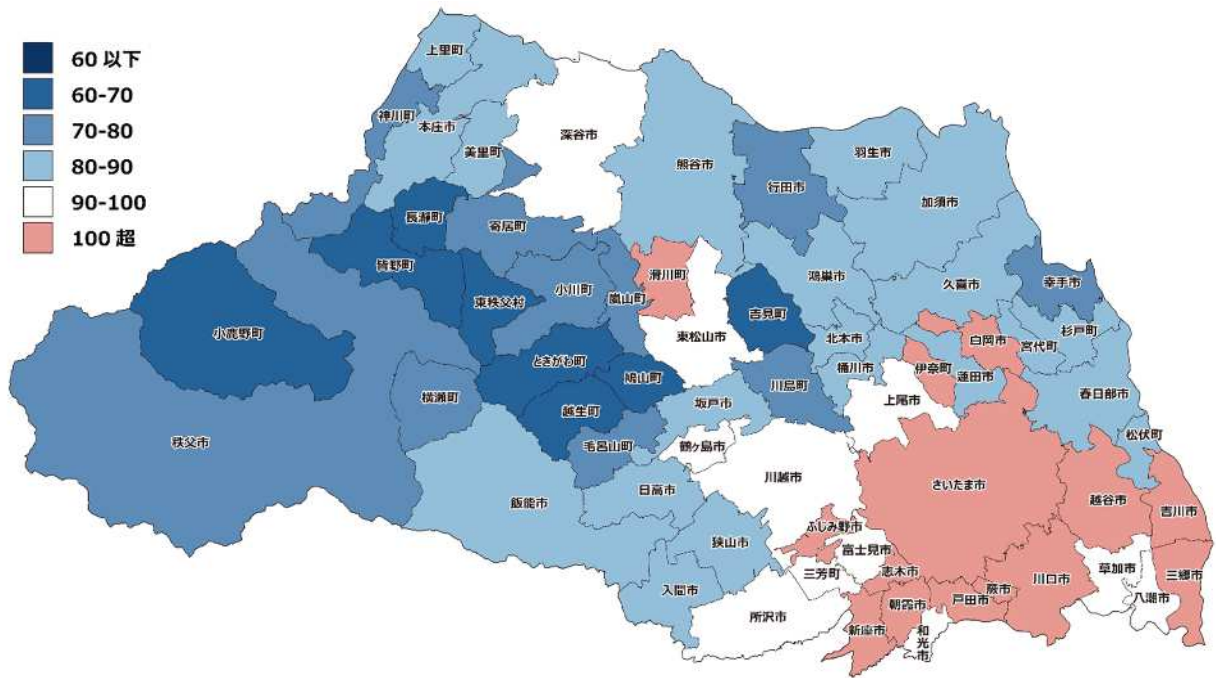 60 以下
60-70
70-80
80-90
90-100
100 超
上里町
神川町
本庄市
美里町
深谷市
熊谷市
行田市
羽生市
加須市
長瀞町
寄居町
皆野町
滑川町
鴻巣市
久喜市
幸手市
小川町
嵐山町
東秩父村
吉見町
小鹿野町
東松山市
北本市
白岡市
宮代町
杉戸町
ときがわ町
鳩山町
川島町
桶川市
伊奈町
蓮田市
春日部市
横瀬町
越生町
坂戸市
上尾市
松伏町
秩父市
毛呂山町
鶴ヶ島市
川越市
さいたま市
越谷市
吉川市
飯能市
日高市
狭山市
ふじみ野市
富士見市
三芳町
志木市
入間市
所沢市
新座市
朝霞市
和光市
戸田市
蕨市
川口市
草加市
八潮市
三郷市